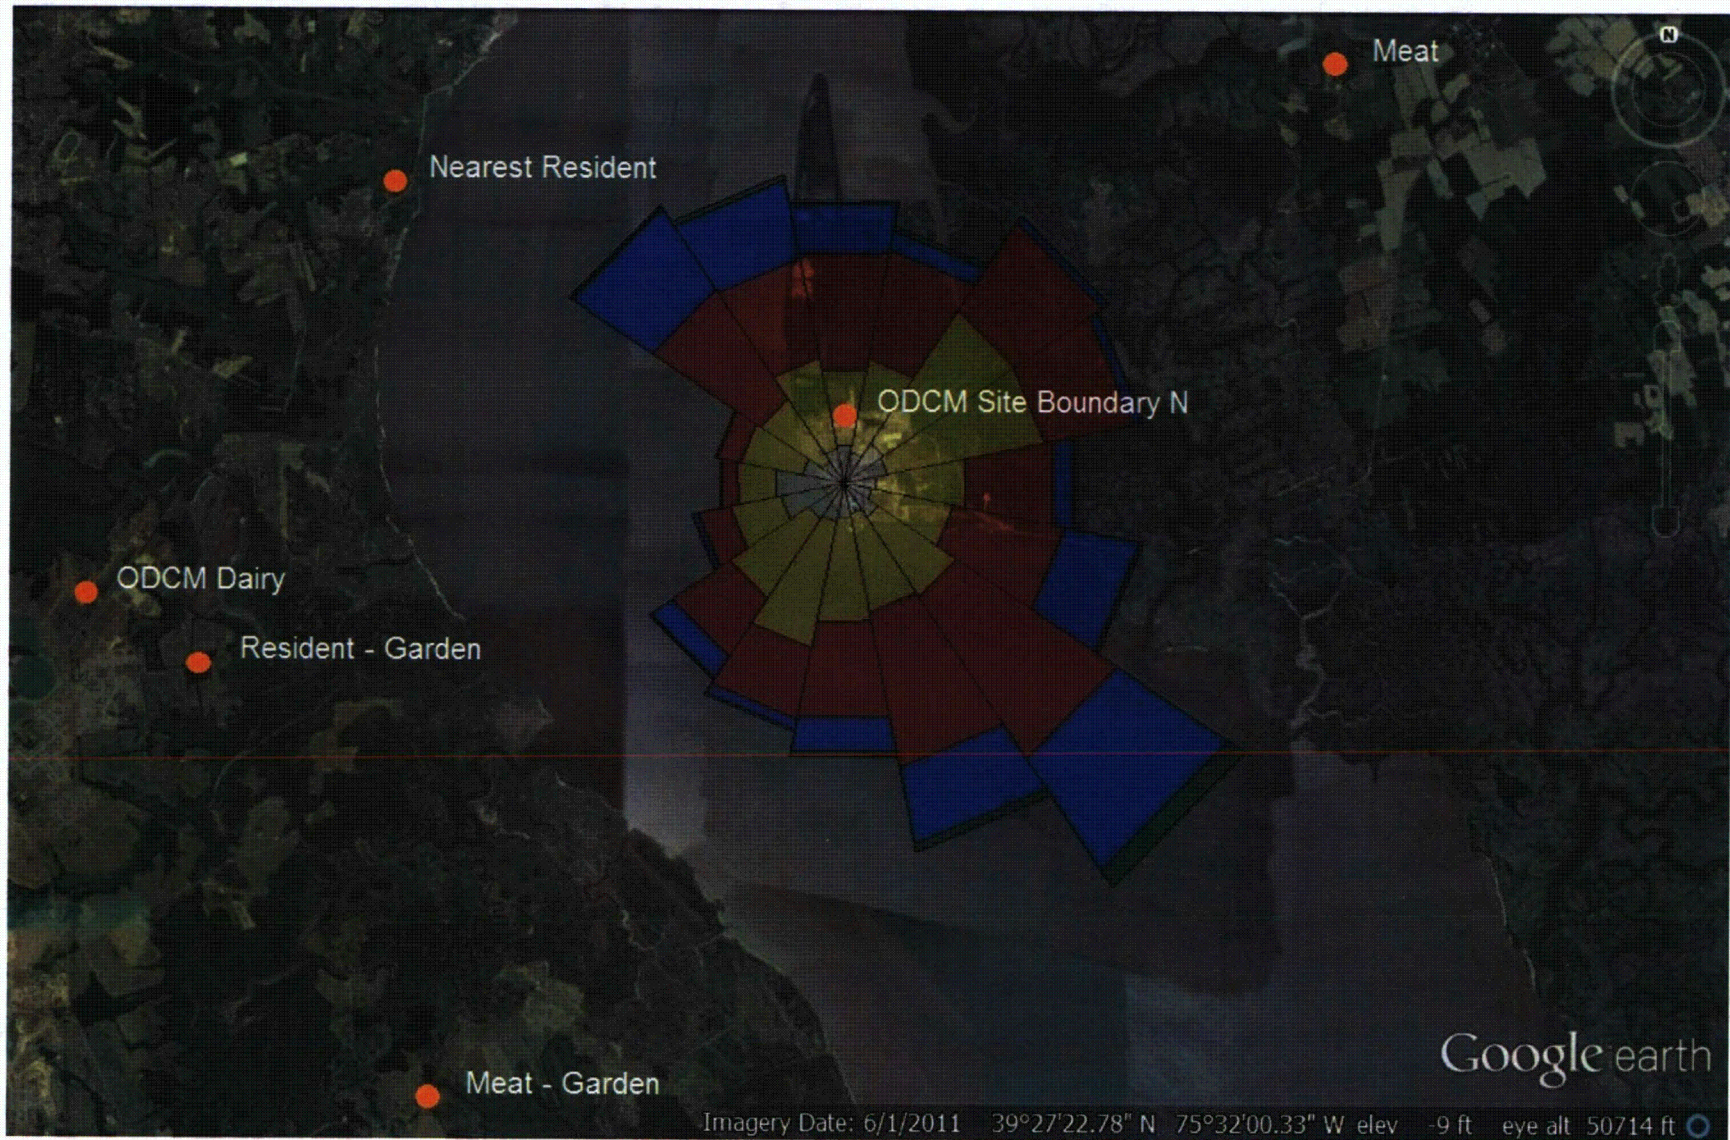 N
Meat
Nearest Resident
ODCM Site Boundary N
ODCM Dairy
Resident - Garden
Google earth
Meat - Garden
Imagery Date: 6/1/2011 39°27'22.78" N 75°32'00.33" W elev -9 ft eye alt 50714 ft